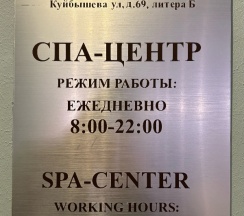 Куйбышева ул, д.69, литера Б
СПА-ЦЕНТР
РЕЖИМ РАБОТЫ:
ЕЖЕДНЕВНО
8:00-22:00
SPA-CENTER
WORKING HOURS: